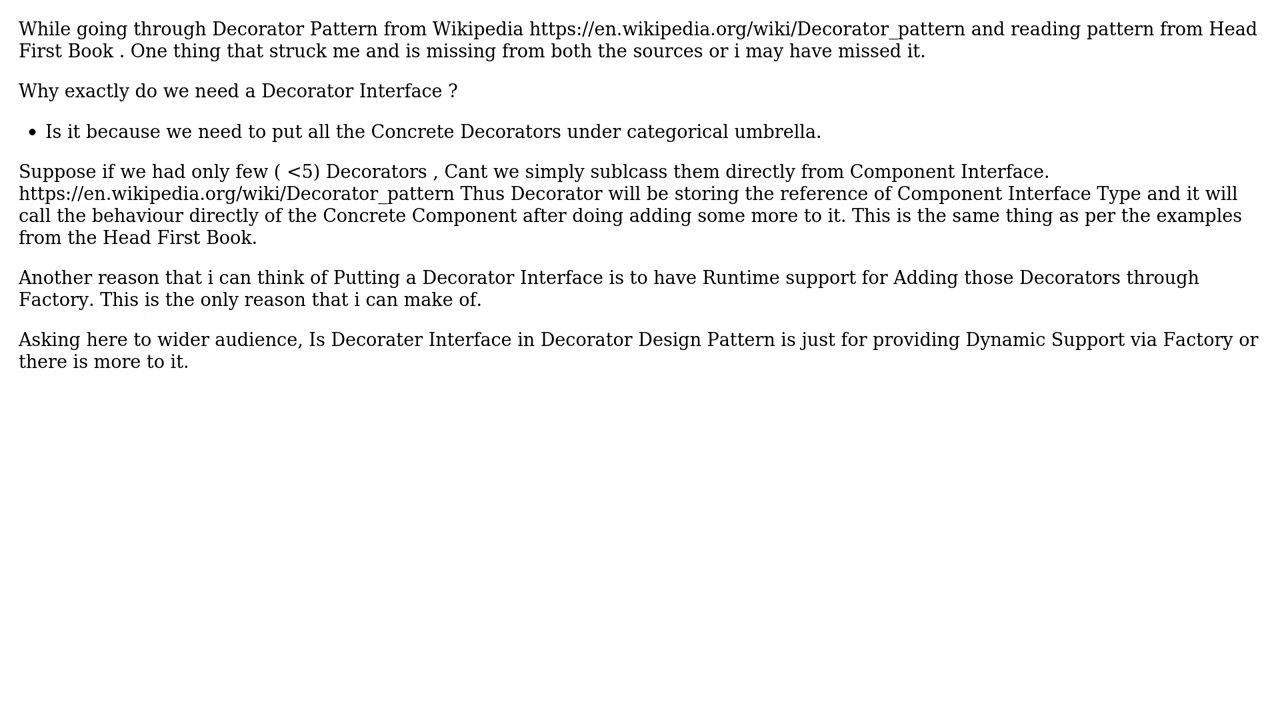 While going through Decorator Pattern from Wikipedia https://en.wikipedia.org/wiki/Decorator_pattern and reading pattern from Head
First Book . One thing that struck me and is missing from both the sources or i may have missed it.
Why exactly do we need a Decorator Interface ?
• Is it because we need to put all the Concrete Decorators under categorical umbrella.
Suppose if we had only few ( <5) Decorators , Cant we simply sublcass them directly from Component Interface.
https://en.wikipedia.org/wiki/Decorator_pattern Thus Decorator will be storing the reference of Component Interface Type and it will
call the behaviour directly of the Concrete Component after doing adding some more to it. This is the same thing as per the examples
from the Head First Book.
Another reason that i can think of Putting a Decorator Interface is to have Runtime support for Adding those Decorators through
Factory. This is the only reason that i can make of.
Asking here to wider audience, Is Decorater Interface in Decorator Design Pattern is just for providing Dynamic Support via Factory or
there is more to it.